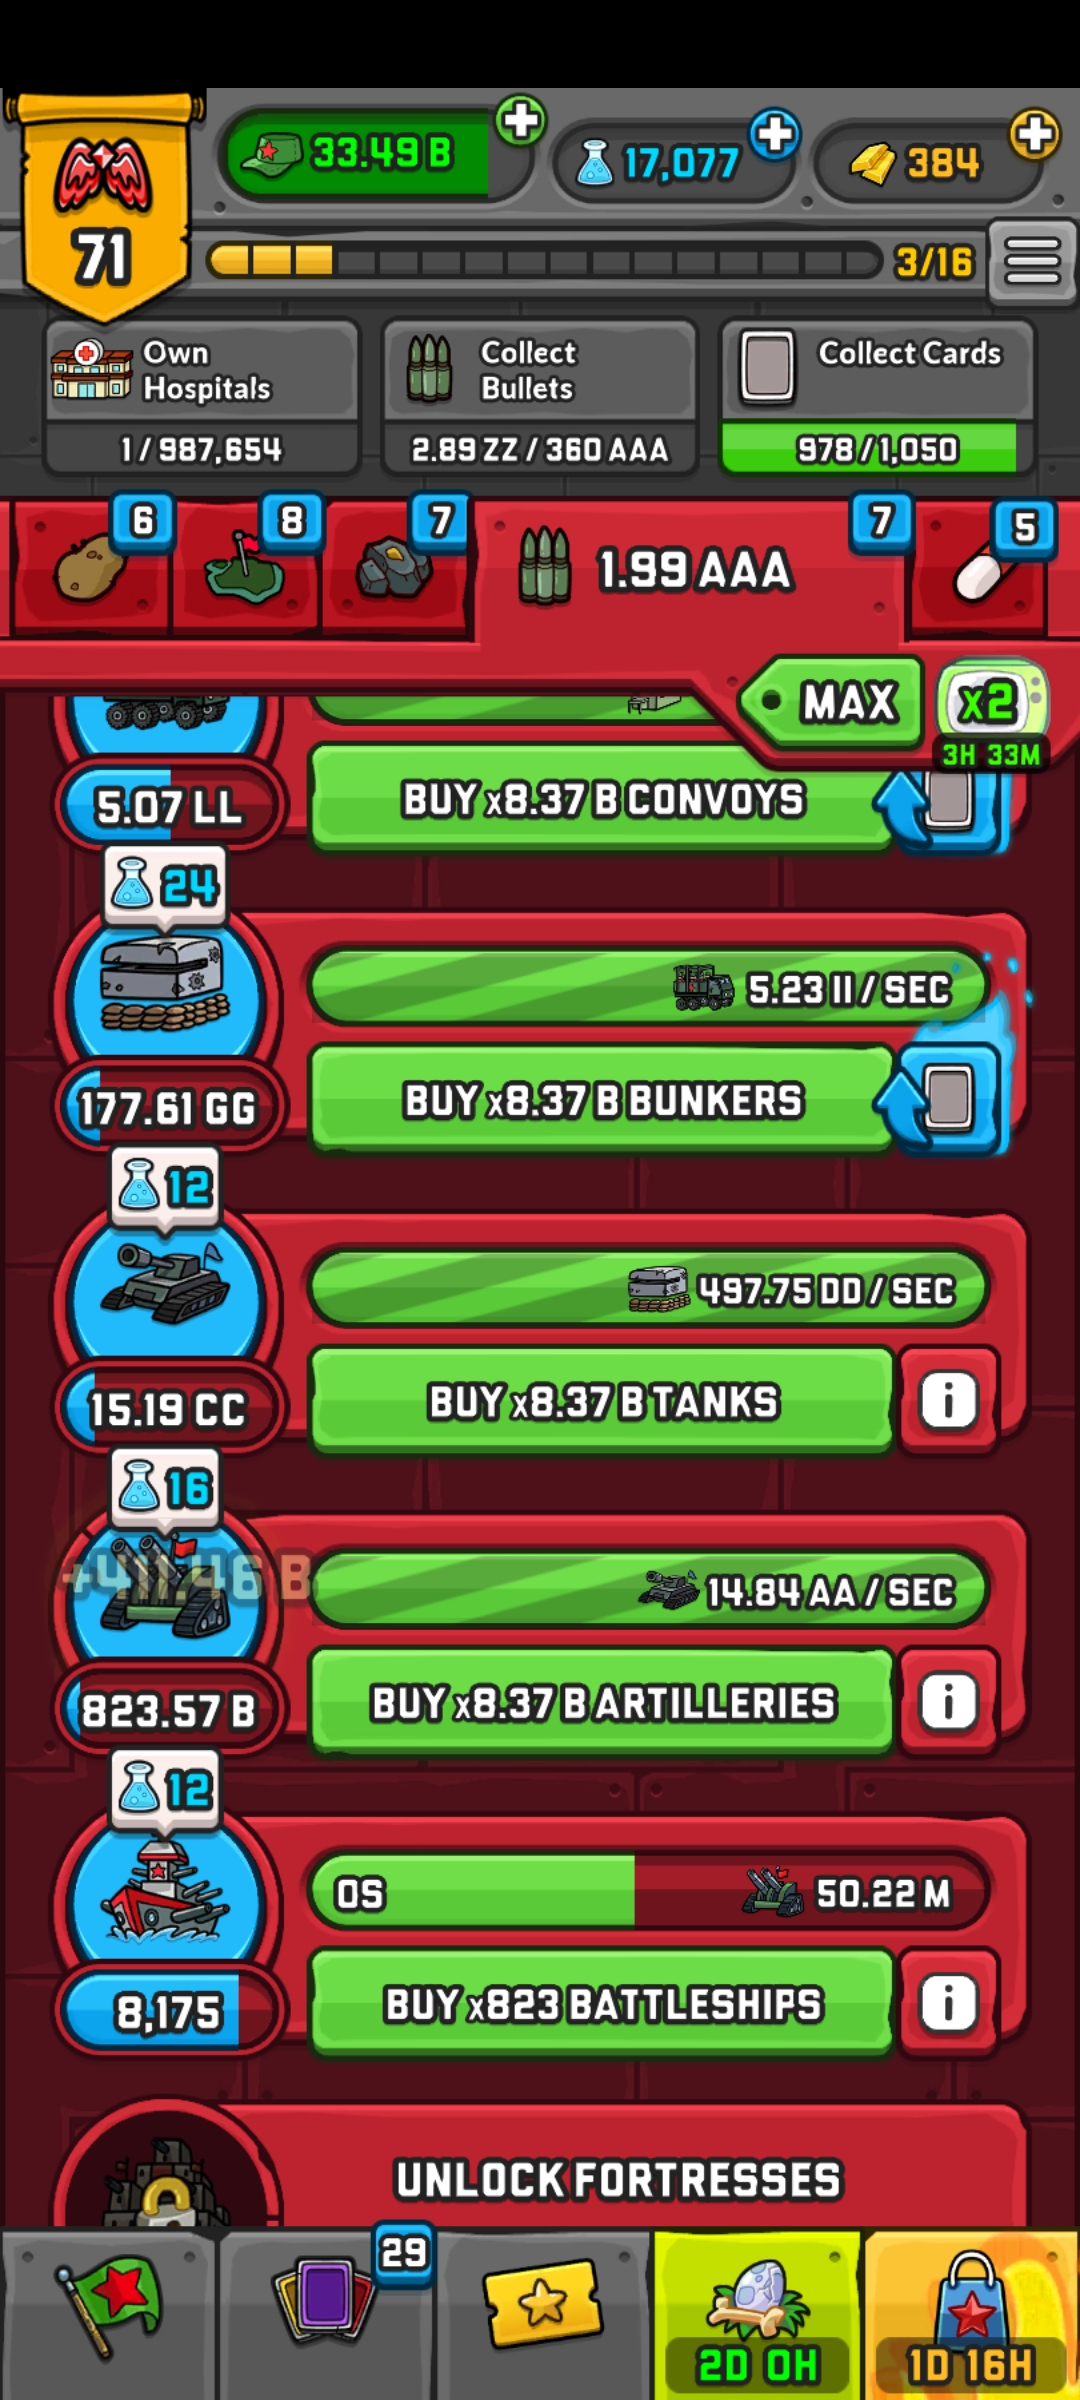 71
33.49 B
17,077
384
3/16
Own
Hospitals
1 / 987,654
Collect
Bullets
2.89 ZZ / 360 AAA
Collect Cards
978 / 1,050
6
8
7
1.99 AAA
7
5
MAX
x2
3H 33M
5.07 LL
BUY x8.37 B CONVOYS
24
177.61 GG
5.23 II / SEC
BUY x8.37 B BUNKERS
12
15.19 CC
497.75 DD / SEC
BUY x8.37 B TANKS
i
16
+411.46 B
823.57 B
14.84 AA / SEC
BUY x8.37 B ARTILLERIES
i
12
8,175
0S
50.22 M
BUY x823 BATTLESHIPS
i
UNLOCK FORTRESSES
29
2D 0H
1D 16H